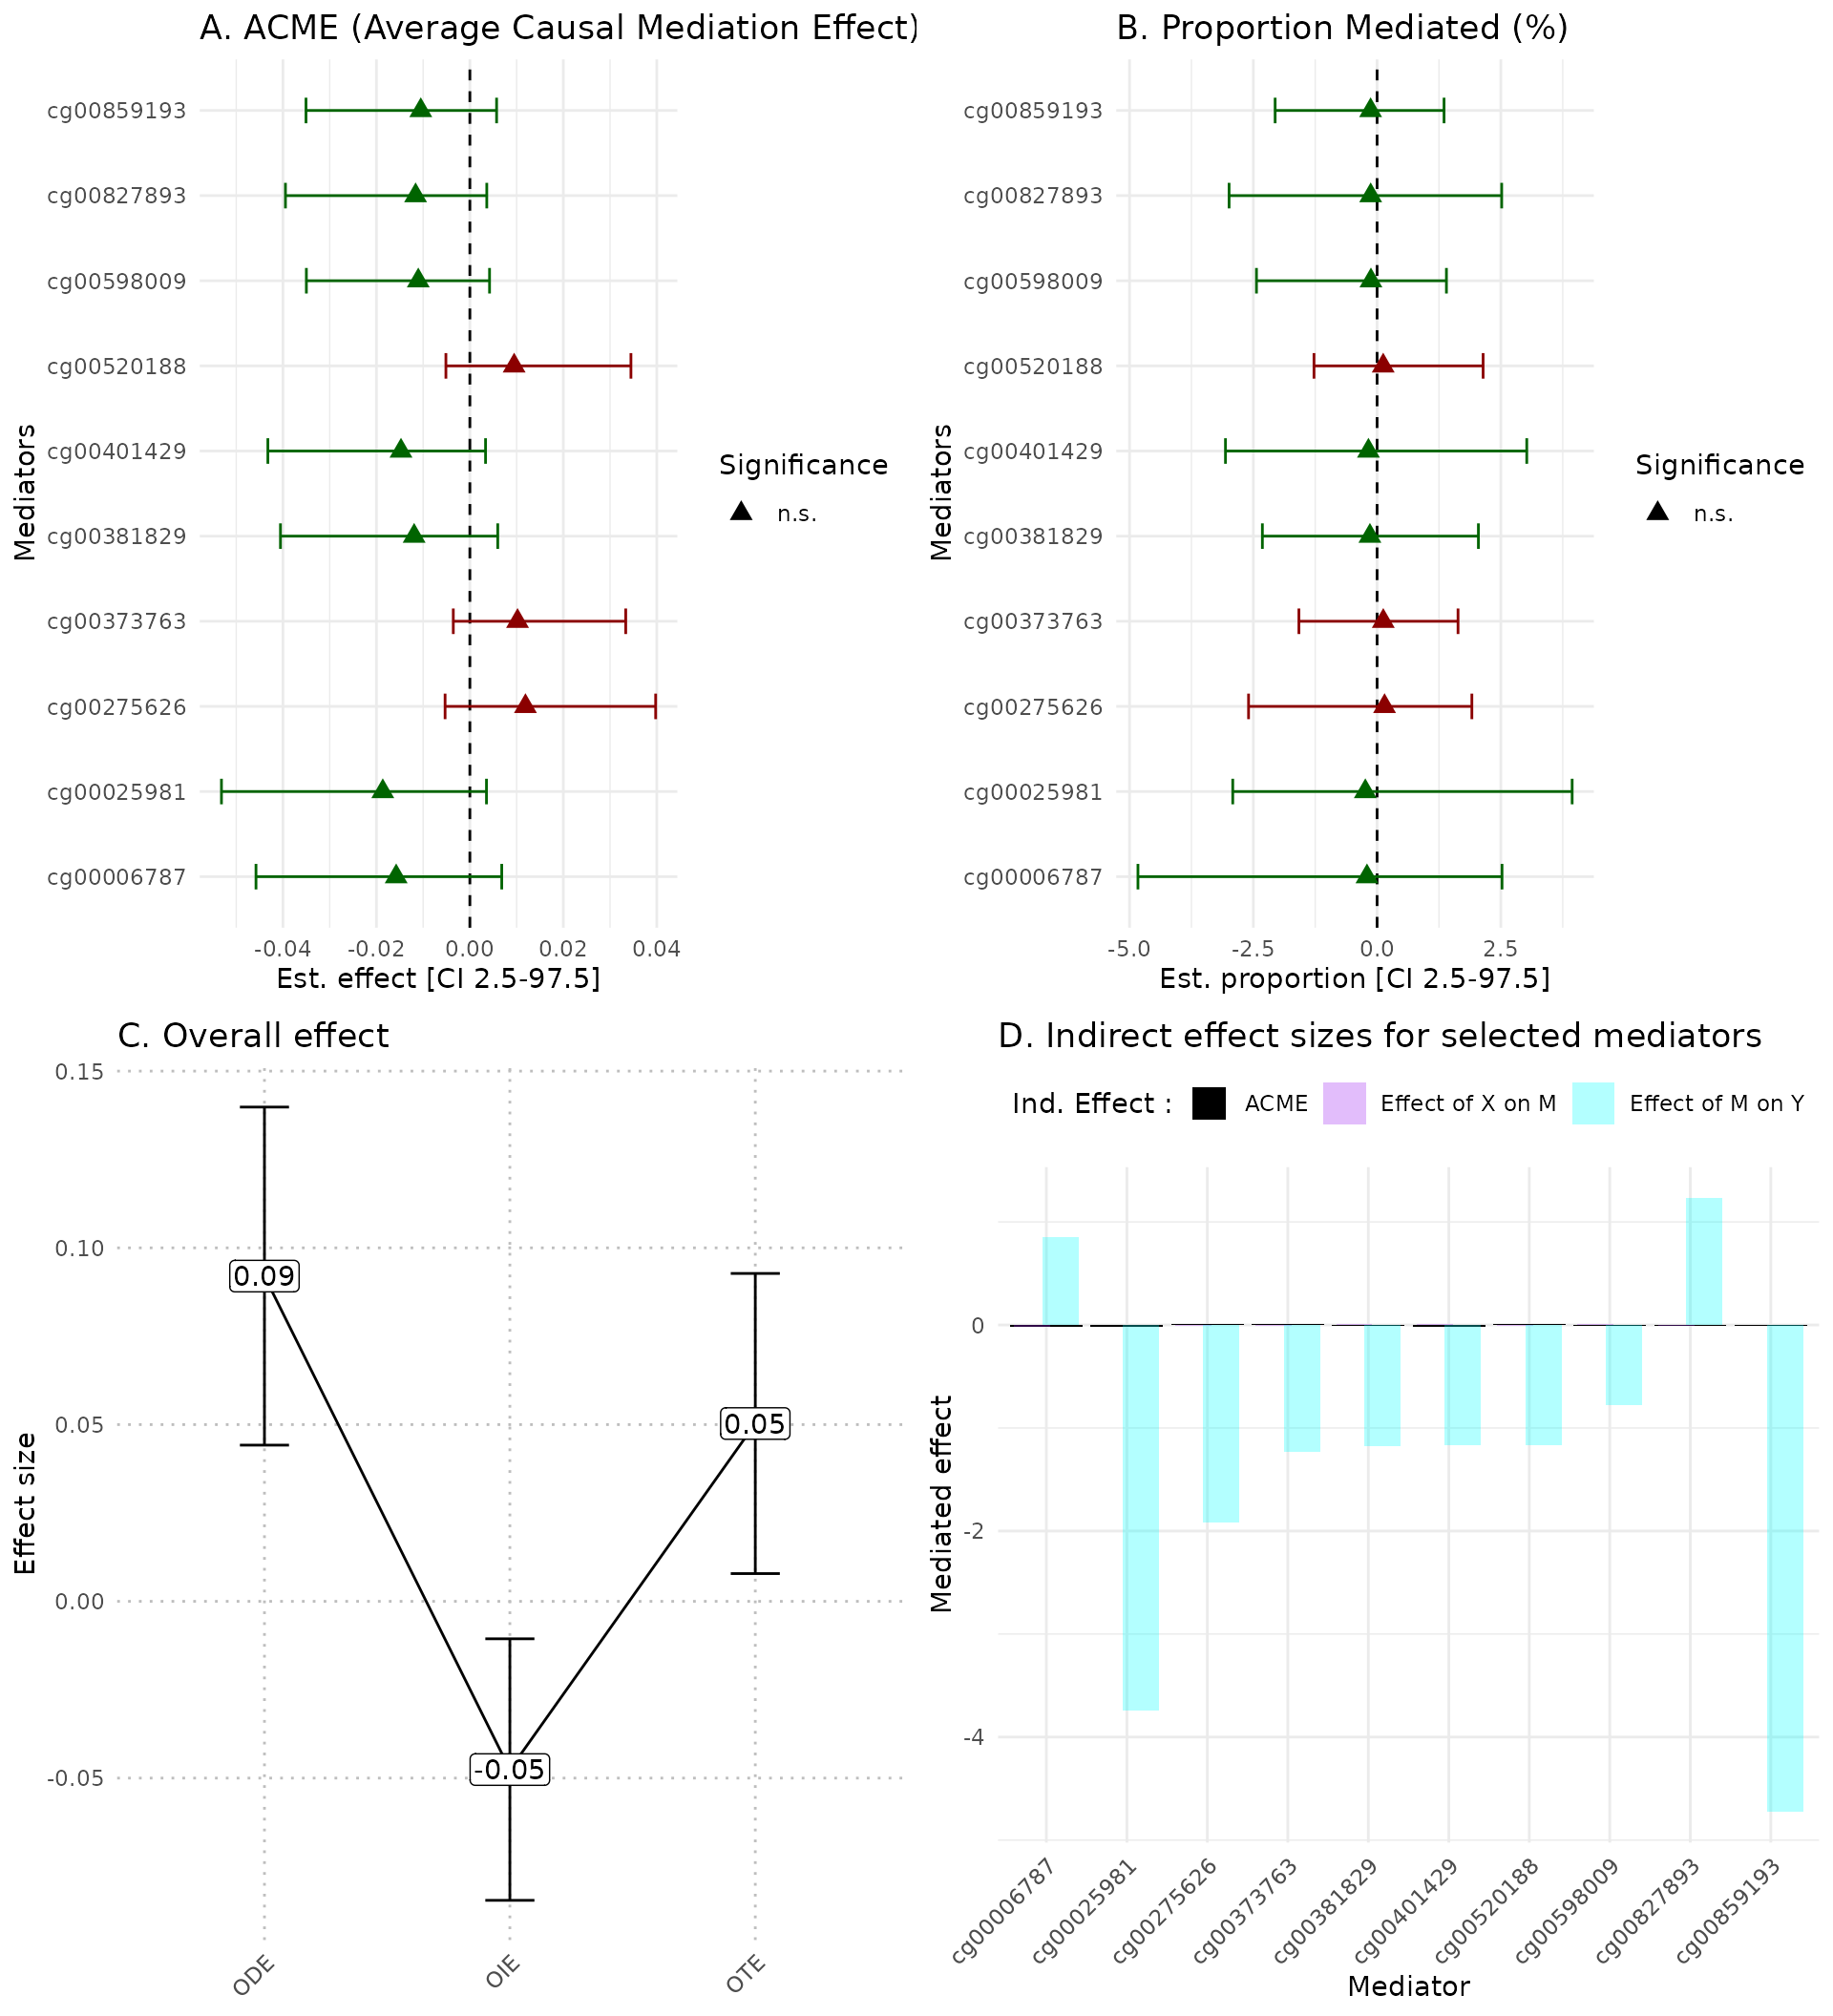 A. ACME (Average Causal Mediation Effect)
Mediators
cg00859193
cg00827893
cg00598009
cg00520188
cg00401429
cg00381829
cg00373763
cg00275626
cg00025981
cg00006787
-0.04 -0.02 0.00 0.02 0.04
Est. effect [CI 2.5-97.5]
Significance
n.s.
B. Proportion Mediated (%)
Mediators
cg00859193
cg00827893
cg00598009
cg00520188
cg00401429
cg00381829
cg00373763
cg00275626
cg00025981
cg00006787
-5.0 -2.5 0.0 2.5
Est. proportion [CI 2.5-97.5]
Significance
n.s.
C. Overall effect
Effect size
0.15
0.10
0.05
0.00
-0.05
0.09
-0.05
0.05
ODE OIE OTE
D. Indirect effect sizes for selected mediators
Ind. Effect : ACME Effect of X on M Effect of M on Y
Mediated effect
0
-2
-4
cg00006787 cg00025981 cg00275626 cg00373763 cg00381829 cg00401429 cg00520188 cg00598009 cg00827893 cg00859193
Mediator